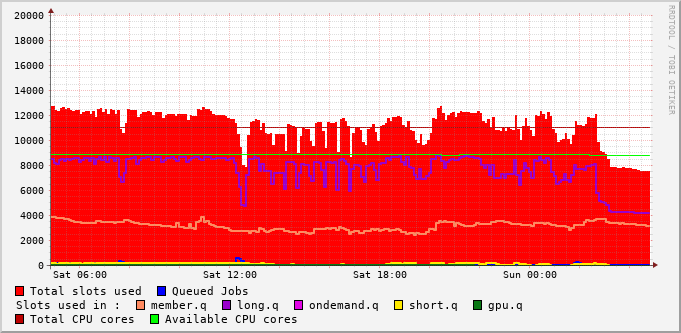 20000
18000
16000
14000
12000
10000
8000
6000
4000
2000
0
Sat 06:00 Sat 12:00 Sat 18:00 Sun 00:00
RRDTOOL / TOBI OETIKER
Total slots used Queued Jobs
Slots used in : member.q long.q ondemand.q short.q gpu.q
Total CPU cores Available CPU cores